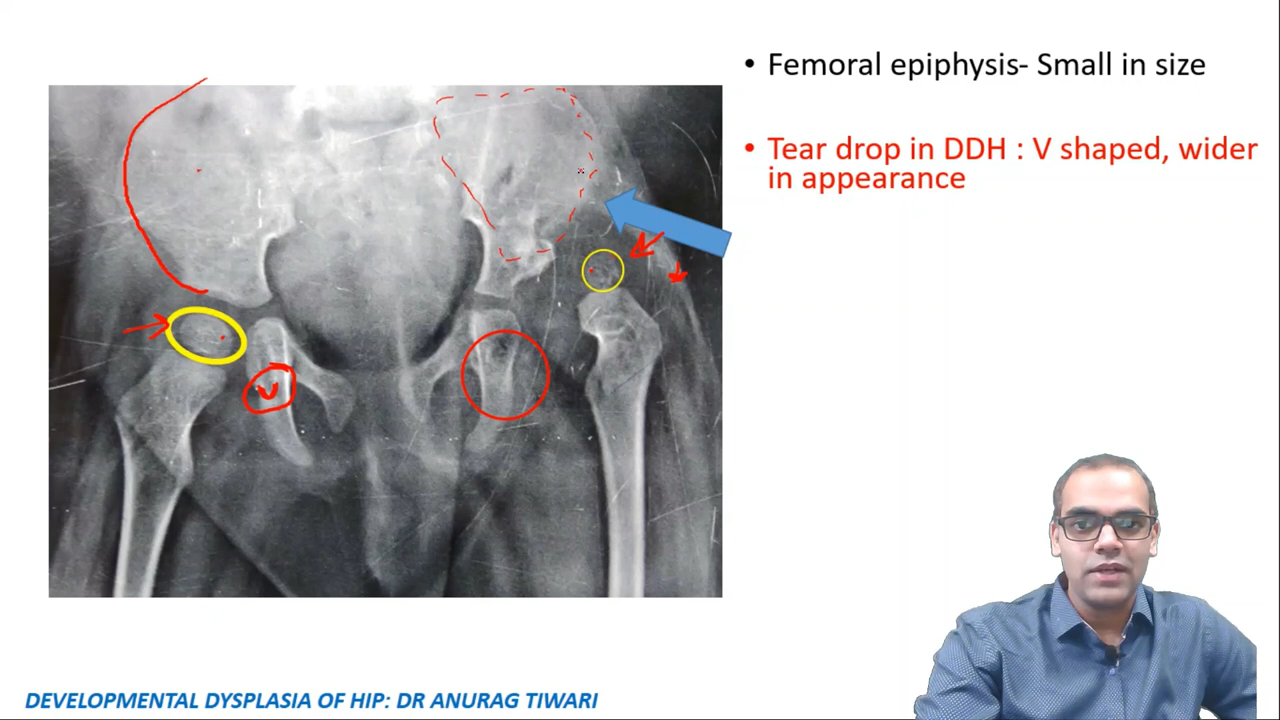 • Femoral epiphysis- Small in size
• Tear drop in DDH : V shaped, wider
in appearance
V
DEVELOPMENTAL DYSPLASIA OF HIP: DR ANURAG TIWARI